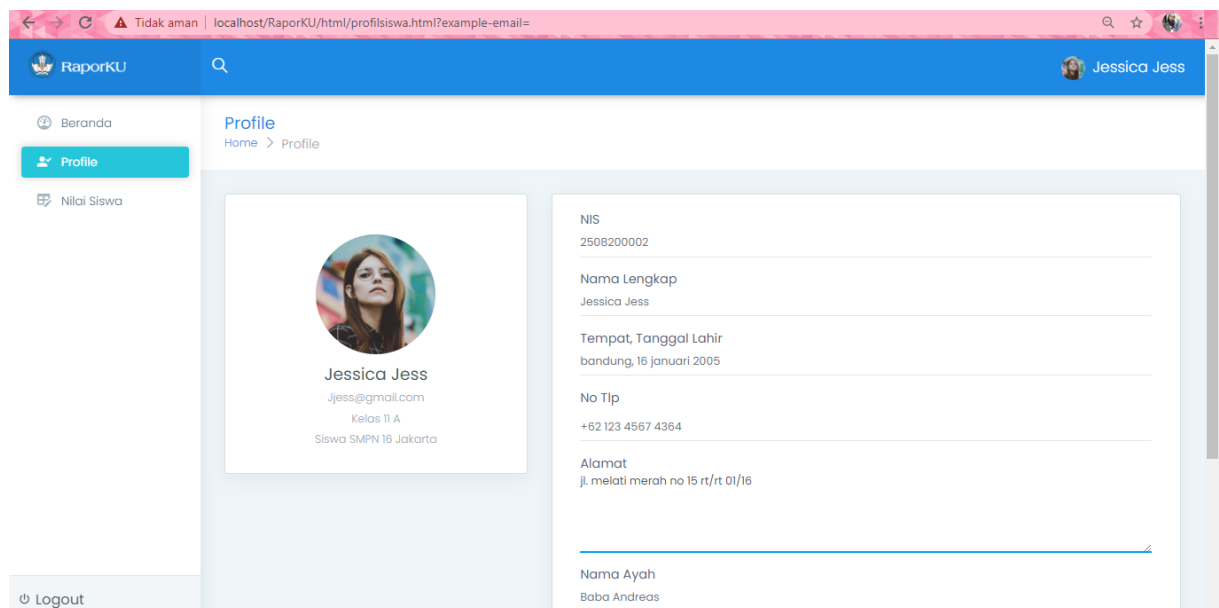 Tidak aman | localhost/RaporKU/html/profilsiswa.html?example-email=
RaporKU
Jessica Jess
Beranda
Profile
Nilai Siswa
Logout
Profile
Home > Profile
Jessica Jess
Jjess@gmail.com
Kelas 11 A
Siswa SMPN 16 Jakarta
NIS
2508200002
Nama Lengkap
Jessica Jess
Tempat, Tanggal Lahir
bandung, 16 januari 2005
No Tlp
+62 123 4567 4364
Alamat
jl. melati merah no 15 rt/rt 01/16
Nama Ayah
Baba Andreas